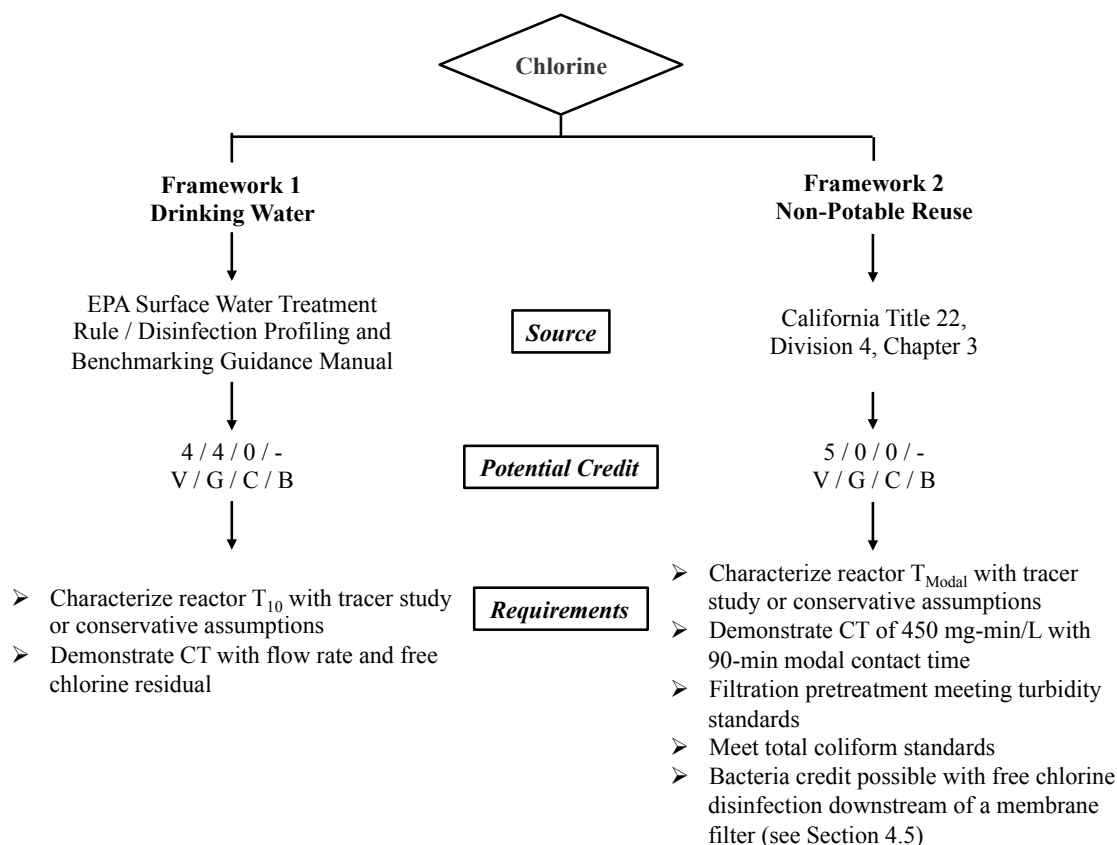 Chlorine
Framework 1
Drinking Water
Framework 2
Non-Potable Reuse
EPA Surface Water Treatment
Rule / Disinfection Profiling and
Benchmarking Guidance Manual
Source
California Title 22,
Division 4, Chapter 3
4 / 4 / 0 / -
V / G / C / B
Potential Credit
5 / 0 / 0 / -
V / G / C / B
➢ Characterize reactor T10 with tracer study
or conservative assumptions
➢ Demonstrate CT with flow rate and free
chlorine residual
Requirements
➢ Characterize reactor TModal with tracer
study or conservative assumptions
➢ Demonstrate CT of 450 mg-min/L with
90-min modal contact time
➢ Filtration pretreatment meeting turbidity
standards
➢ Meet total coliform standards
➢ Bacteria credit possible with free chlorine
disinfection downstream of a membrane
filter (see Section 4.5)